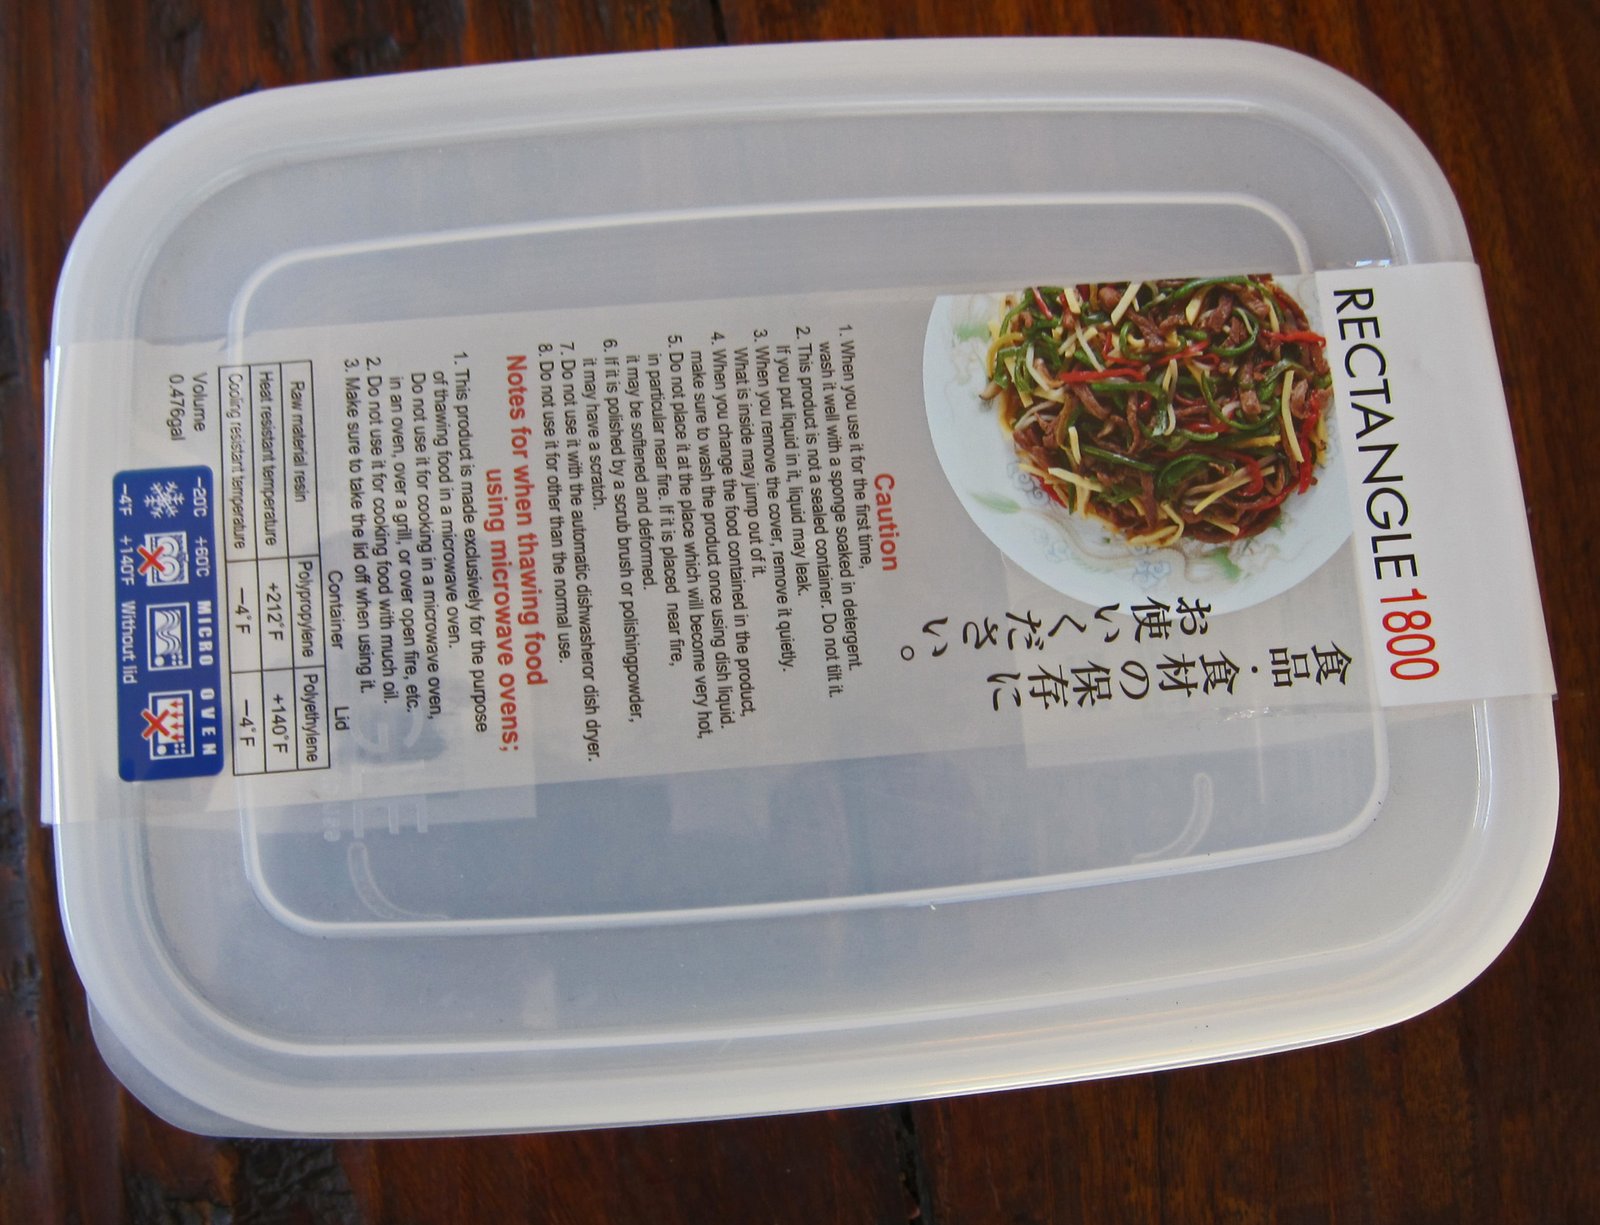 RECTANGLE 1800
食品・食材に
お使の保存
いください。
Caution
1. When you use it for the first time,
wash it well with a sponge soaked in detergent.
2. This product is not a sealed container. Do not tilt it.
If you put liquid in it, liquid may leak.
3. When you remove the cover, remove it quietly.
What is inside may jump out of it.
4. When you change the food contained in the product,
make sure to wash the product once using dish liquid.
5. Do not place it at the place which will become very hot,
in particular near fire. If it is placed near fire,
it may be softened and deformed.
6. If it is polished by a scrub brush or polishingpowder,
it may have a scratch.
7. Do not use it with the automatic dishwasheror dish dryer.
8. Do not use it for other than the normal use.
Notes for when thawing food
using microwave ovens;
1. This product is made exclusively for the purpose
of thawing food in a microwave oven.
Do not use it for cooking in a microwave oven,
in an oven, over a grill, or over open fire, etc.
2. Do not use it for cooking food with much oil.
3. Make sure to take the lid off when using it.
Container Lid
Raw material resin Polypropylene Polyethylene
Heat resistant temperature +212°F +140°F
Cooling resistant temperature −4°F −4°F
Volume
0.476gal
−20℃ +60℃ MICRO OVEN
−4°F +140°F Without lid